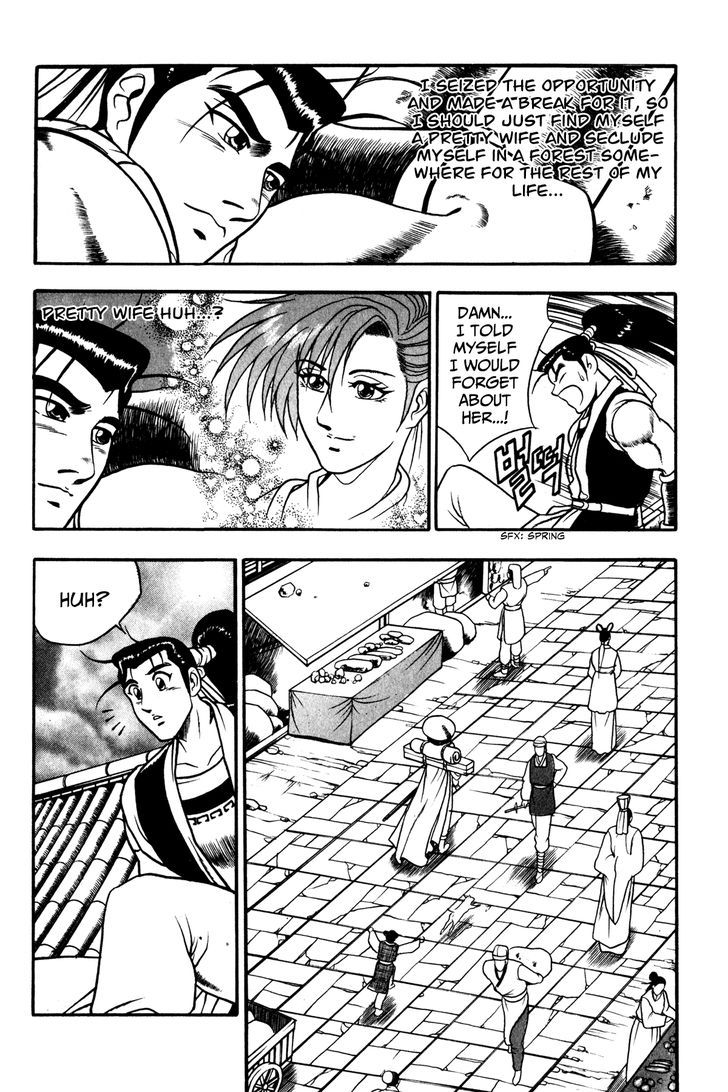 I SEIZED THE OPPORTUNITY
AND MADE A BREAK FOR IT, SO
I SHOULD JUST FIND MYSELF
A PRETTY WIFE AND SECLUDE
MYSELF IN A FOREST SOME-
WHERE FOR THE REST OF MY
LIFE...
PRETTY WIFE HUH...?
DAMN...
I TOLD
MYSELF
I WOULD
FORGET
ABOUT
HER...!
벌떡
SFX: SPRING
HUH?